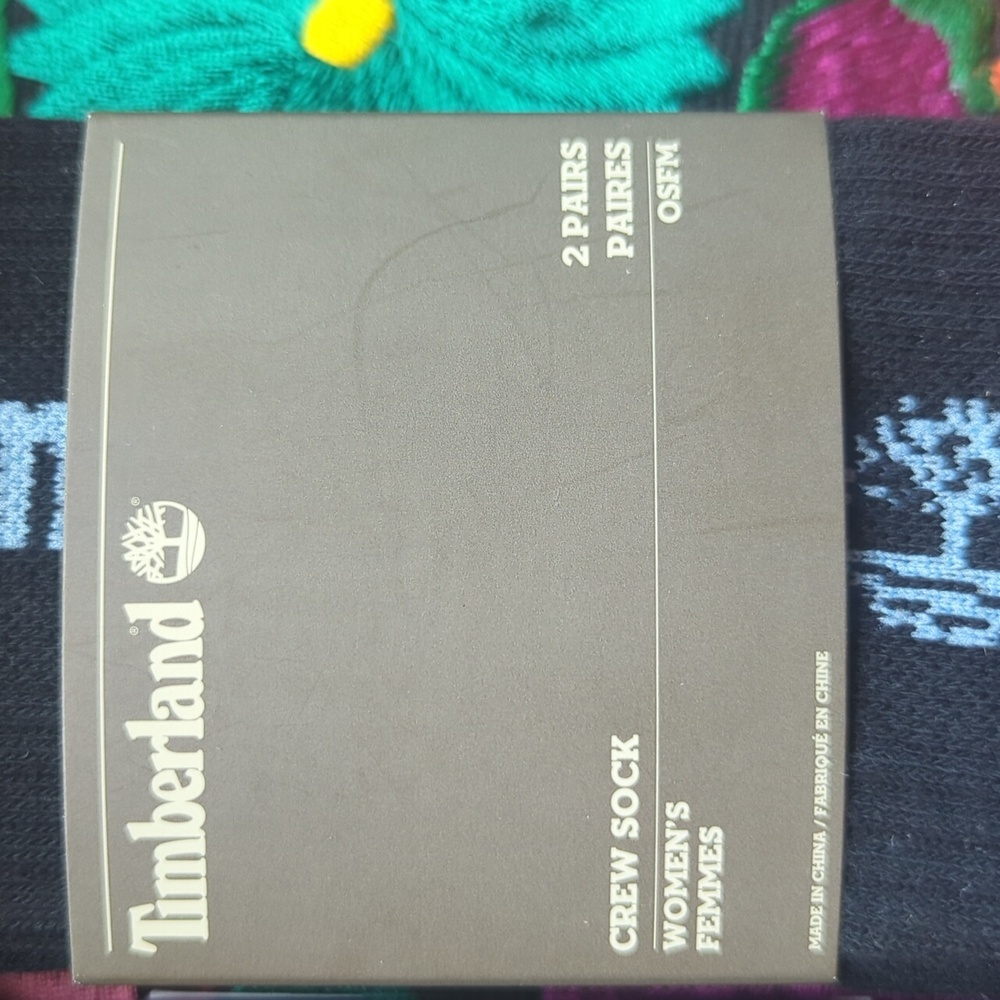 Timberland®
CREW SOCK
2 PAIRS
PAIRES
WOMEN'S
FEMMES
OSFM
MADE IN CHINA / FABRIQUÉ EN CHINE